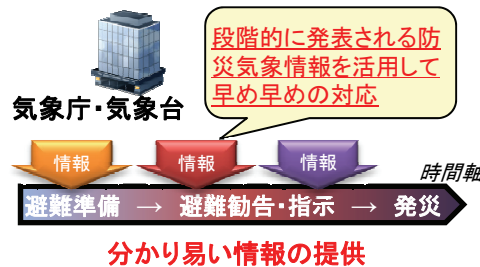 段階的に発表される防
災気象情報を活用して
早め早めの対応
気象庁・気象台
情報 情報 情報
時間軸
避難準備 → 避難勧告・指示 → 発災
分かり易い情報の提供